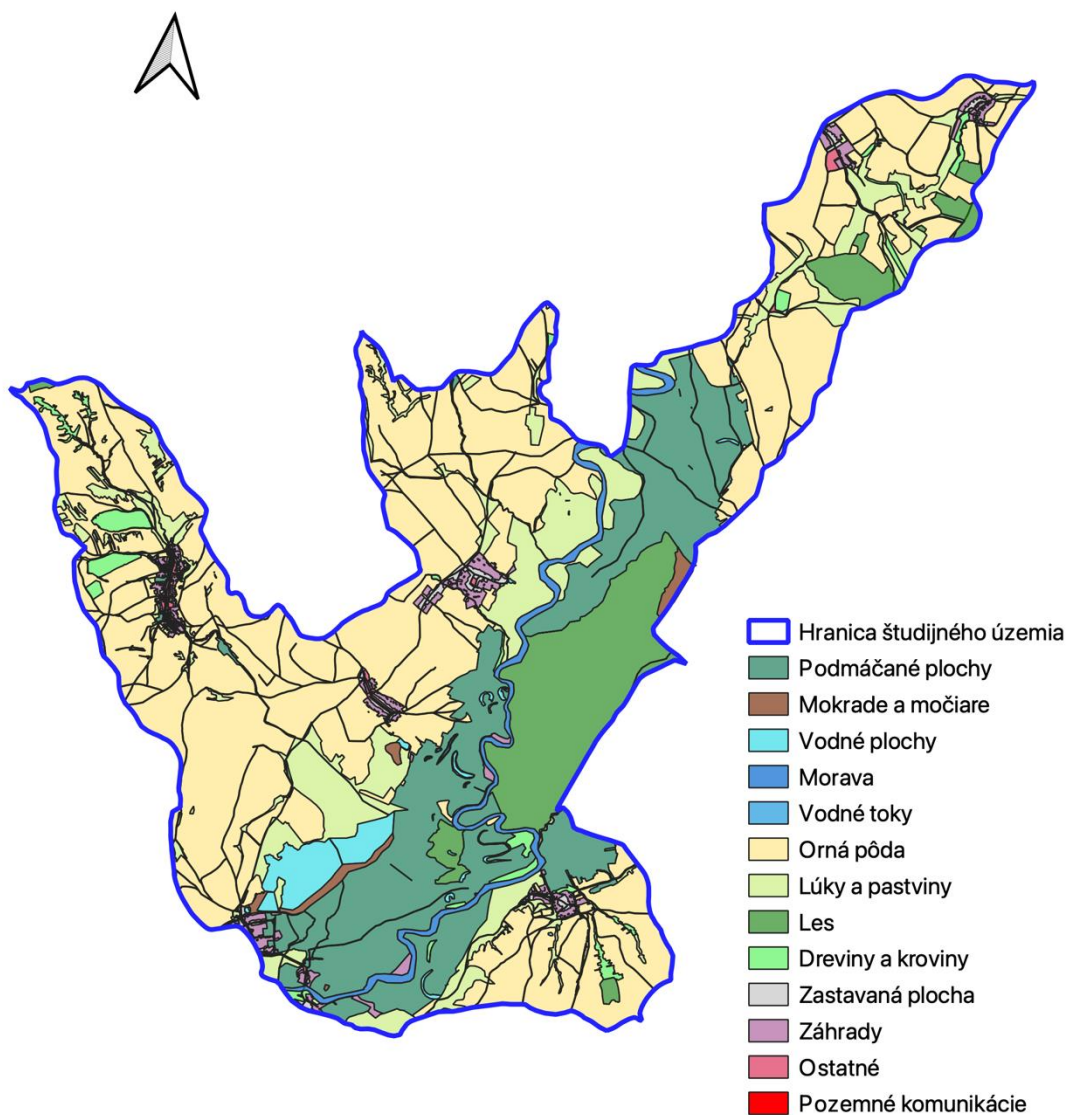 Hranica študijného územia
Podmáčané plochy
Mokrade a močiare
Vodné plochy
Morava
Vodné toky
Orná pôda
Lúky a pastviny
Les
Dreviny a kroviny
Zastavaná plocha
Záhrady
Ostatné
Pozemné komunikácie